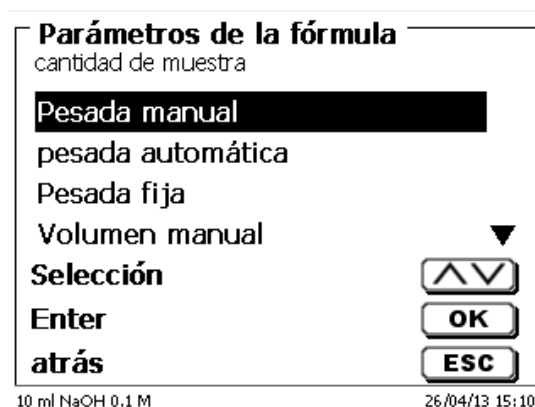 Parámetros de la fórmula
cantidad de muestra
Pesada manual
pesada automática
Pesada fija
Volumen manual
Selección
Enter OK
atrás ESC
10 ml NaOH 0.1 M 26/04/13 15:10